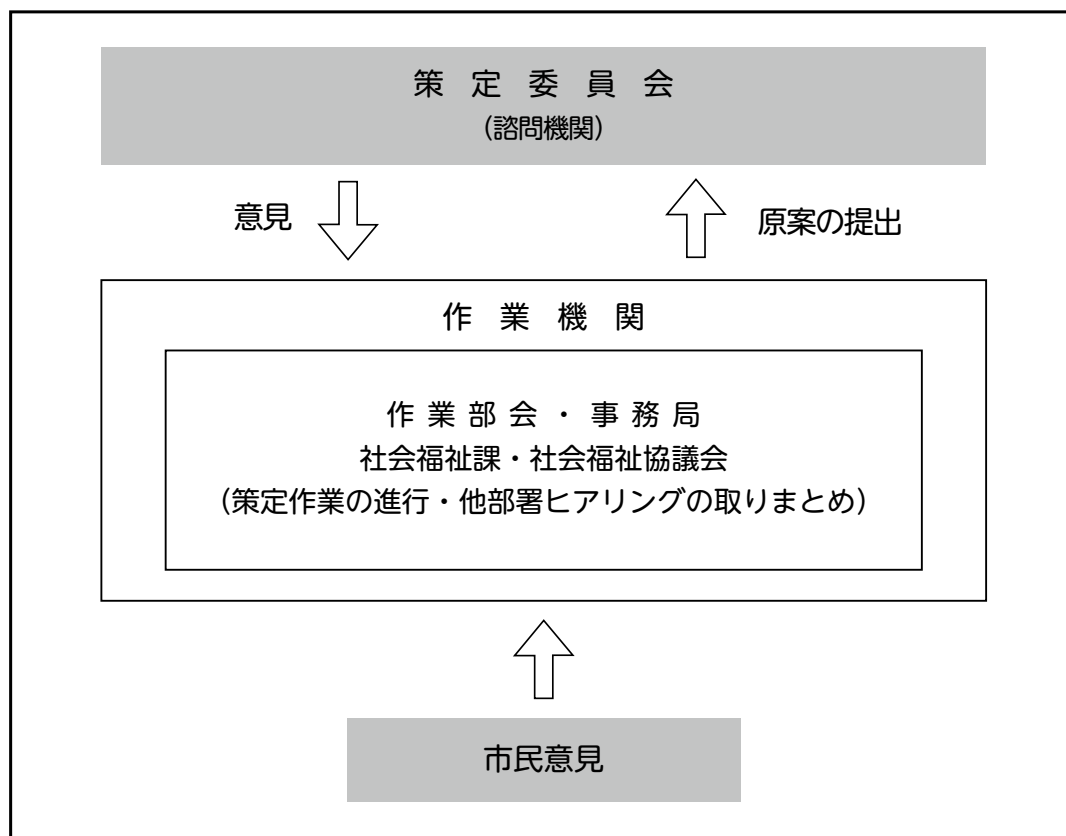 策定委員会
（諮問機関）
意見
原案の提出
作業機関
作業部会・事務局
社会福祉課・社会福祉協議会
（策定作業の進行・他部署ヒアリングの取りまとめ）
市民意見